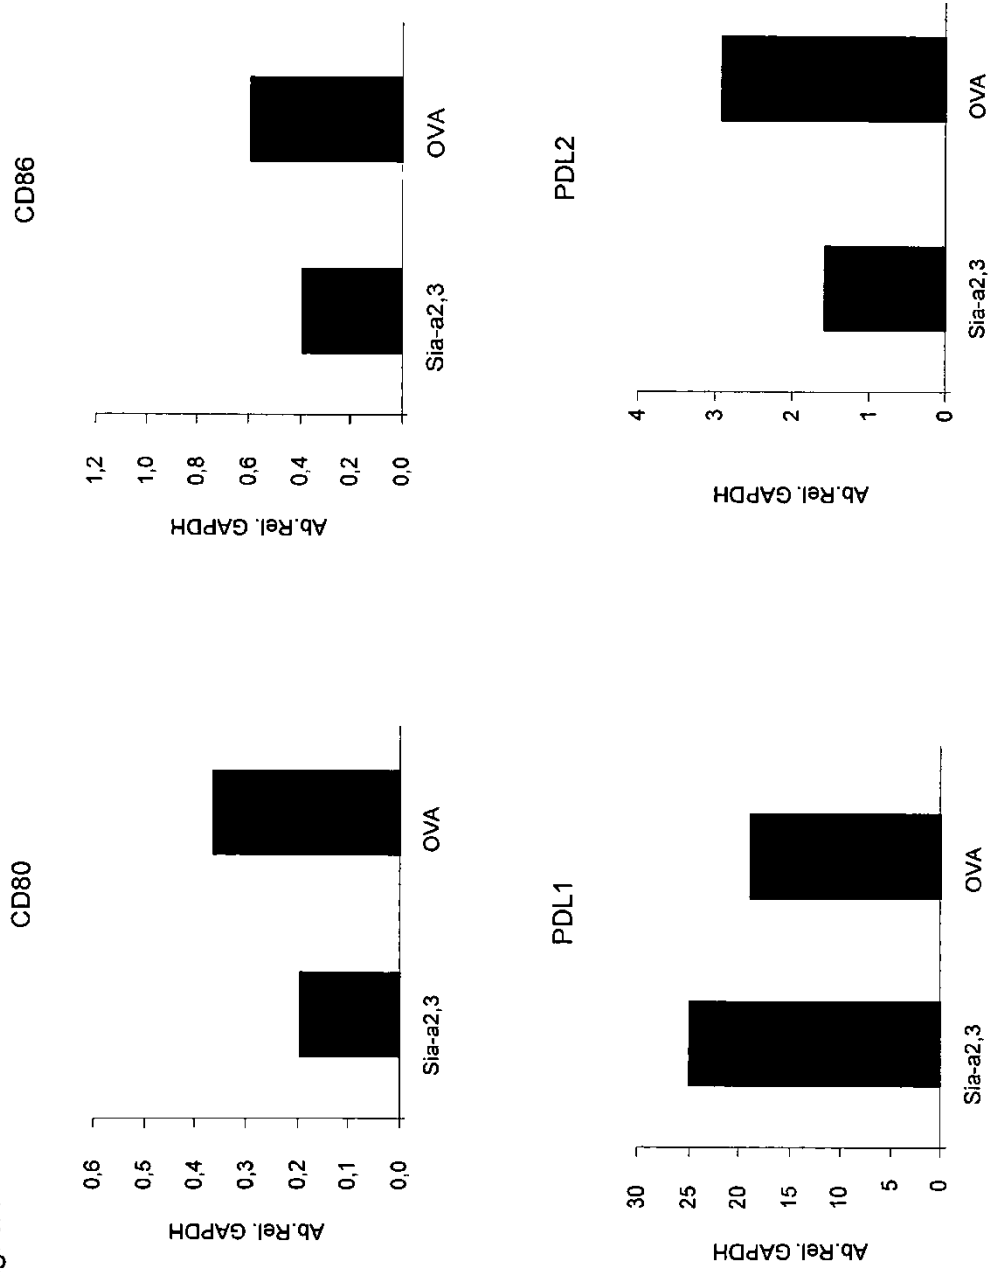 CD80
Ab.Rel. GAPDH
0,6
0,5
0,4
0,3
0,2
0,1
0,0
Sia-a2,3 OVA
CD86
Ab.Rel. GAPDH
1,2
1,0
0,8
0,6
0,4
0,2
0,0
Sia-a2,3 OVA
PDL1
Ab.Rel. GAPDH
30
25
20
15
10
5
0
Sia-a2,3 OVA
PDL2
Ab.Rel. GAPDH
4
3
2
1
0
Sia-a2,3 OVA